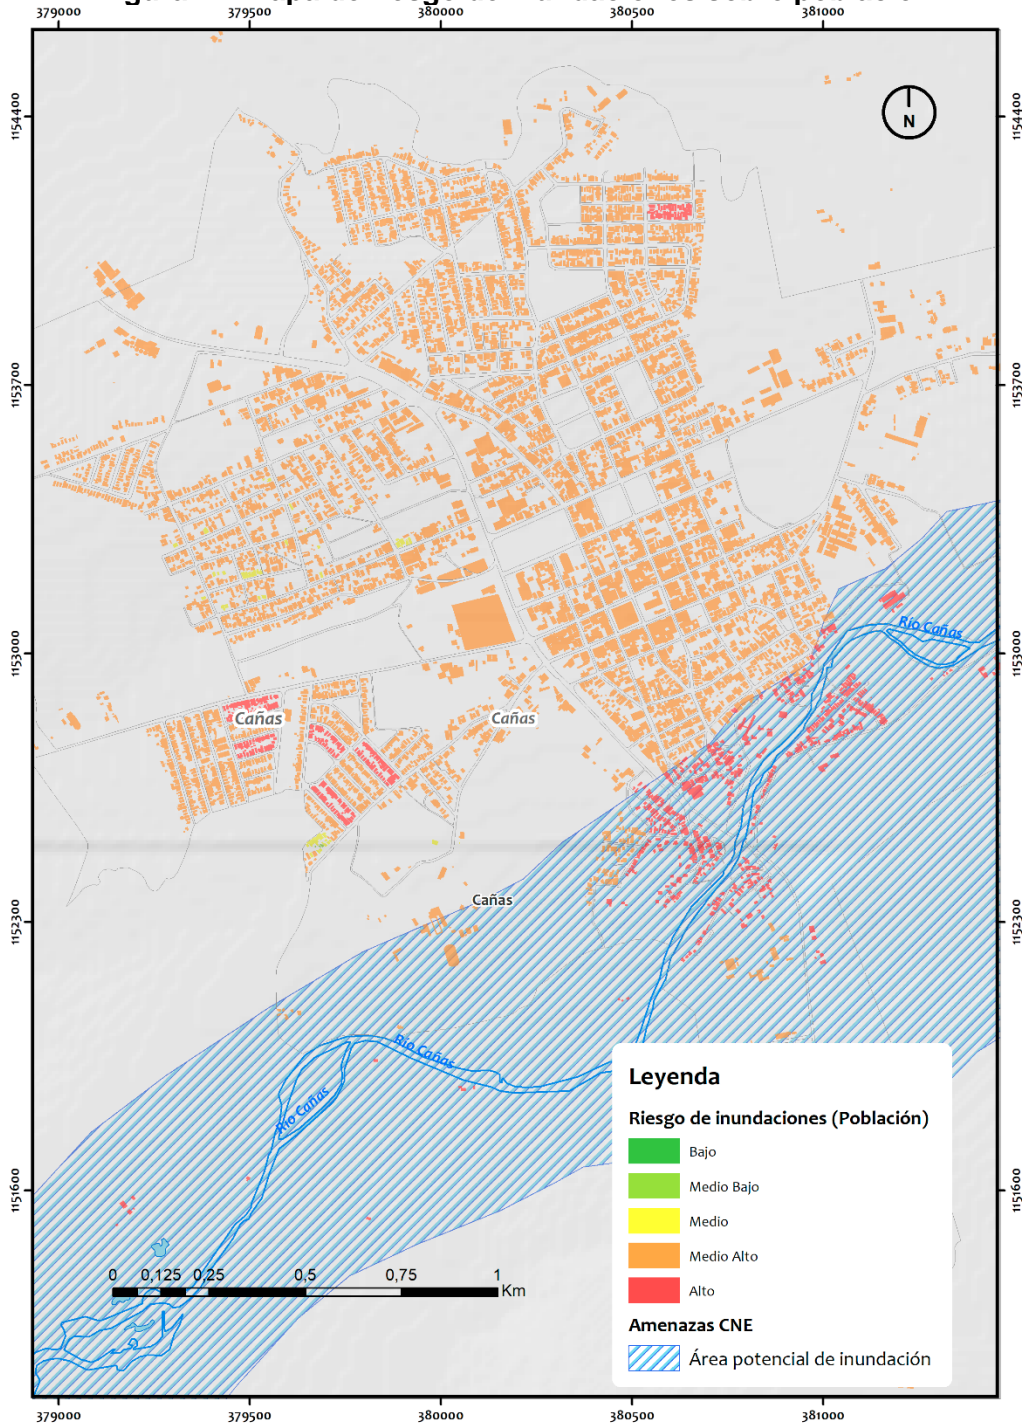 379000 379500 380000 380500 381000
1154400 1154400
N
1153700 1153700
Río Cañas
1153000 1153000
Cañas Cañas
Cañas
1152300 1152300
Río Cañas
Río Cañas
1151600 1151600
0 0,125 0,25 0,5 0,75 1
Km
Leyenda
Riesgo de inundaciones (Población)
Bajo
Medio Bajo
Medio
Medio Alto
Alto
Amenazas CNE
Área potencial de inundación
379000 379500 380000 380500 381000